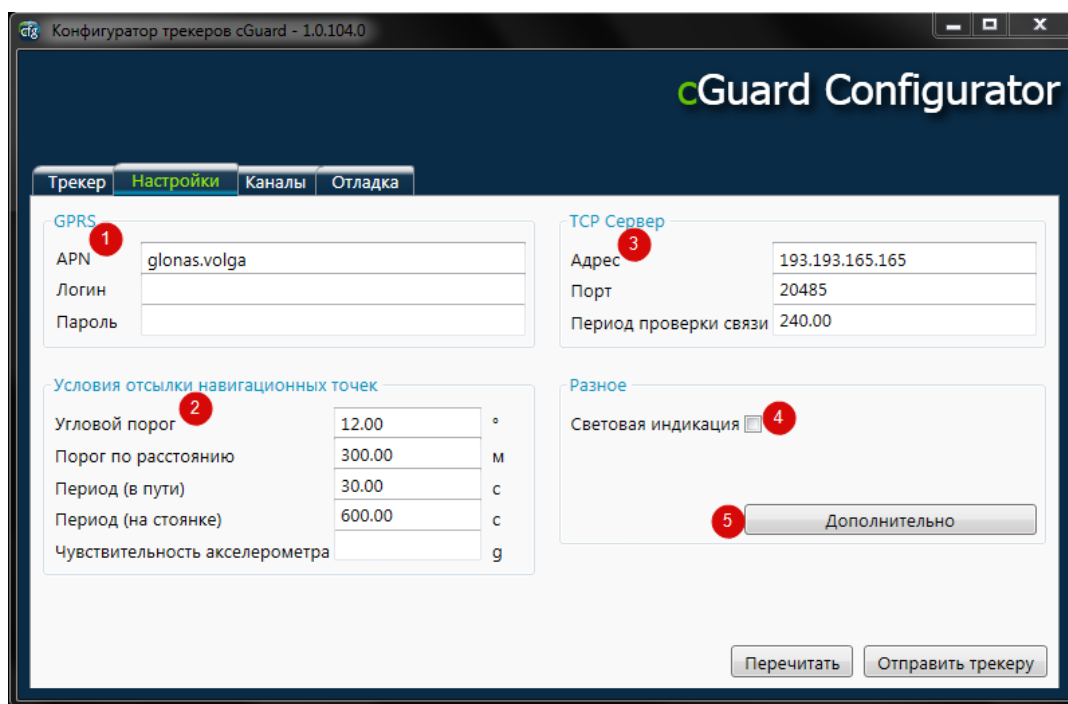 cfg Конфигуратор трекеров cGuard - 1.0.104.0
cGuard Configurator
Трекер Настройки Каналы Отладка
GPRS
1
APN glonas.volga
Логин
Пароль
TCP Сервер
3
Адрес 193.193.165.165
Порт 20485
Период проверки связи 240.00
Условия отсылки навигационных точек
2
Угловой порог 12.00 °
Порог по расстоянию 300.00 м
Период (в пути) 30.00 с
Период (на стоянке) 600.00 с
Чувствительность акселерометра g
Разное
Световая индикация 4
5 Дополнительно
Перечитать Отправить трекеру